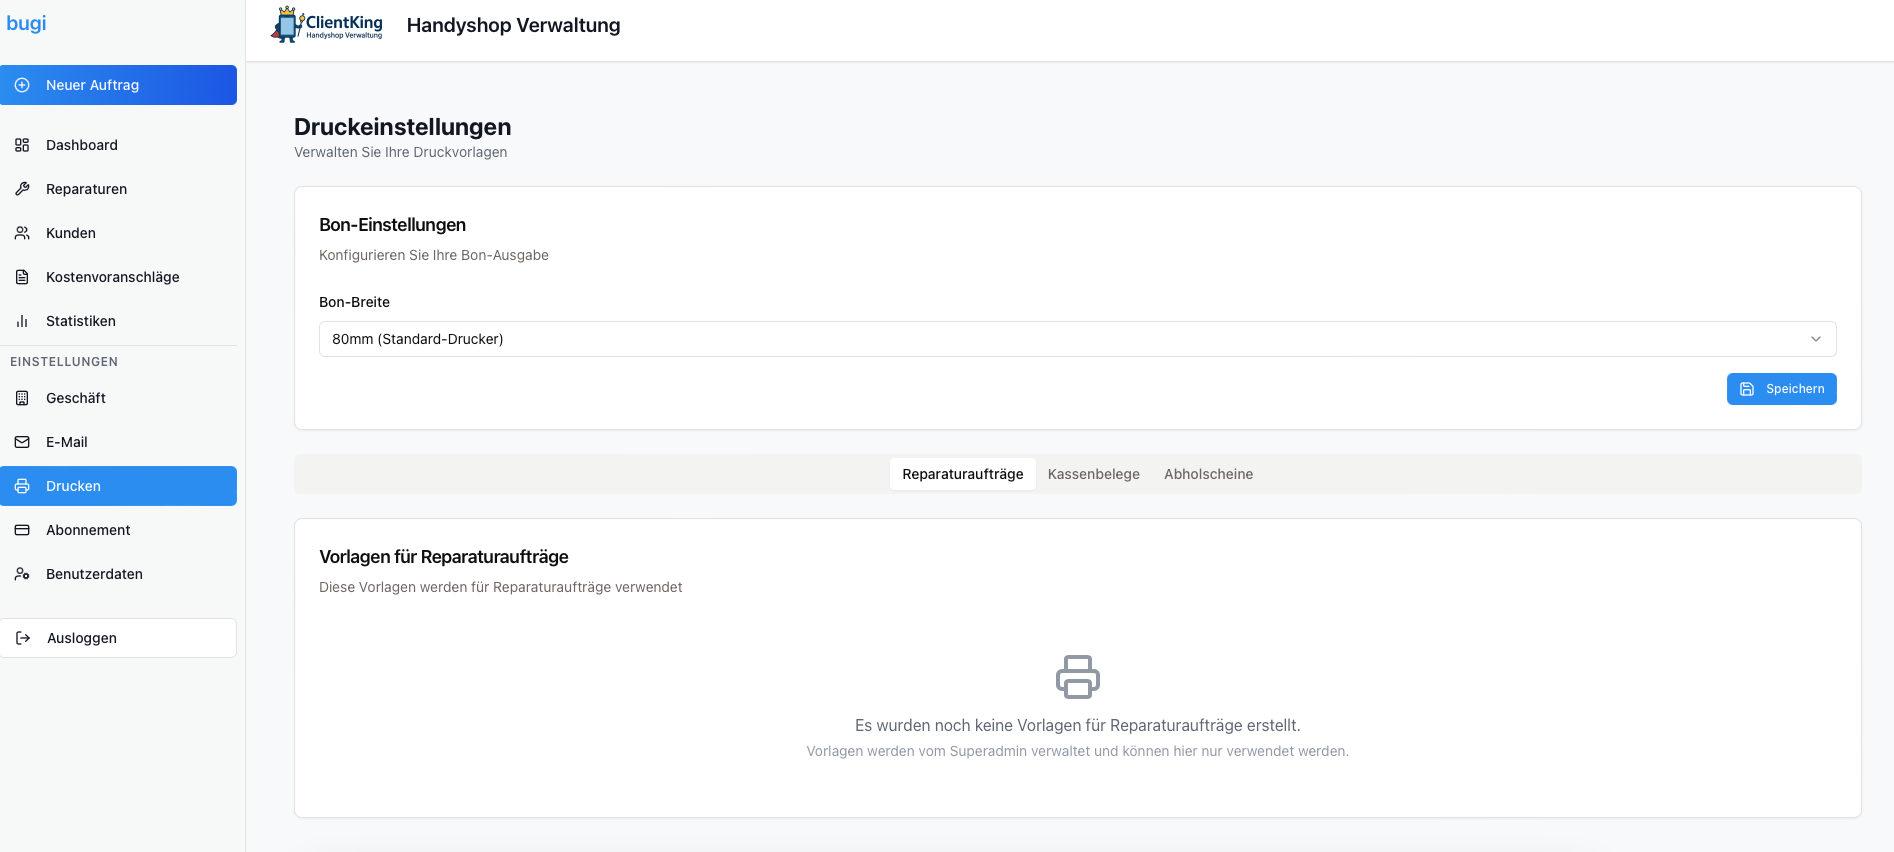 bugi
Neuer Auftrag
Dashboard
Reparaturen
Kunden
Kostenvoranschläge
Statistiken
EINSTELLUNGEN
Geschäft
E-Mail
Drucken
Abonnement
Benutzerdaten
Ausloggen
ClientKing
Handyshop Verwaltung
Handyshop Verwaltung
Druckeinstellungen
Verwalten Sie Ihre Druckvorlagen
Bon-Einstellungen
Konfigurieren Sie Ihre Bon-Ausgabe
Bon-Breite
80mm (Standard-Drucker)
Speichern
Reparaturaufträge Kassenbelege Abholscheine
Vorlagen für Reparaturaufträge
Diese Vorlagen werden für Reparaturaufträge verwendet
Es wurden noch keine Vorlagen für Reparaturaufträge erstellt.
Vorlagen werden vom Superadmin verwaltet und können hier nur verwendet werden.